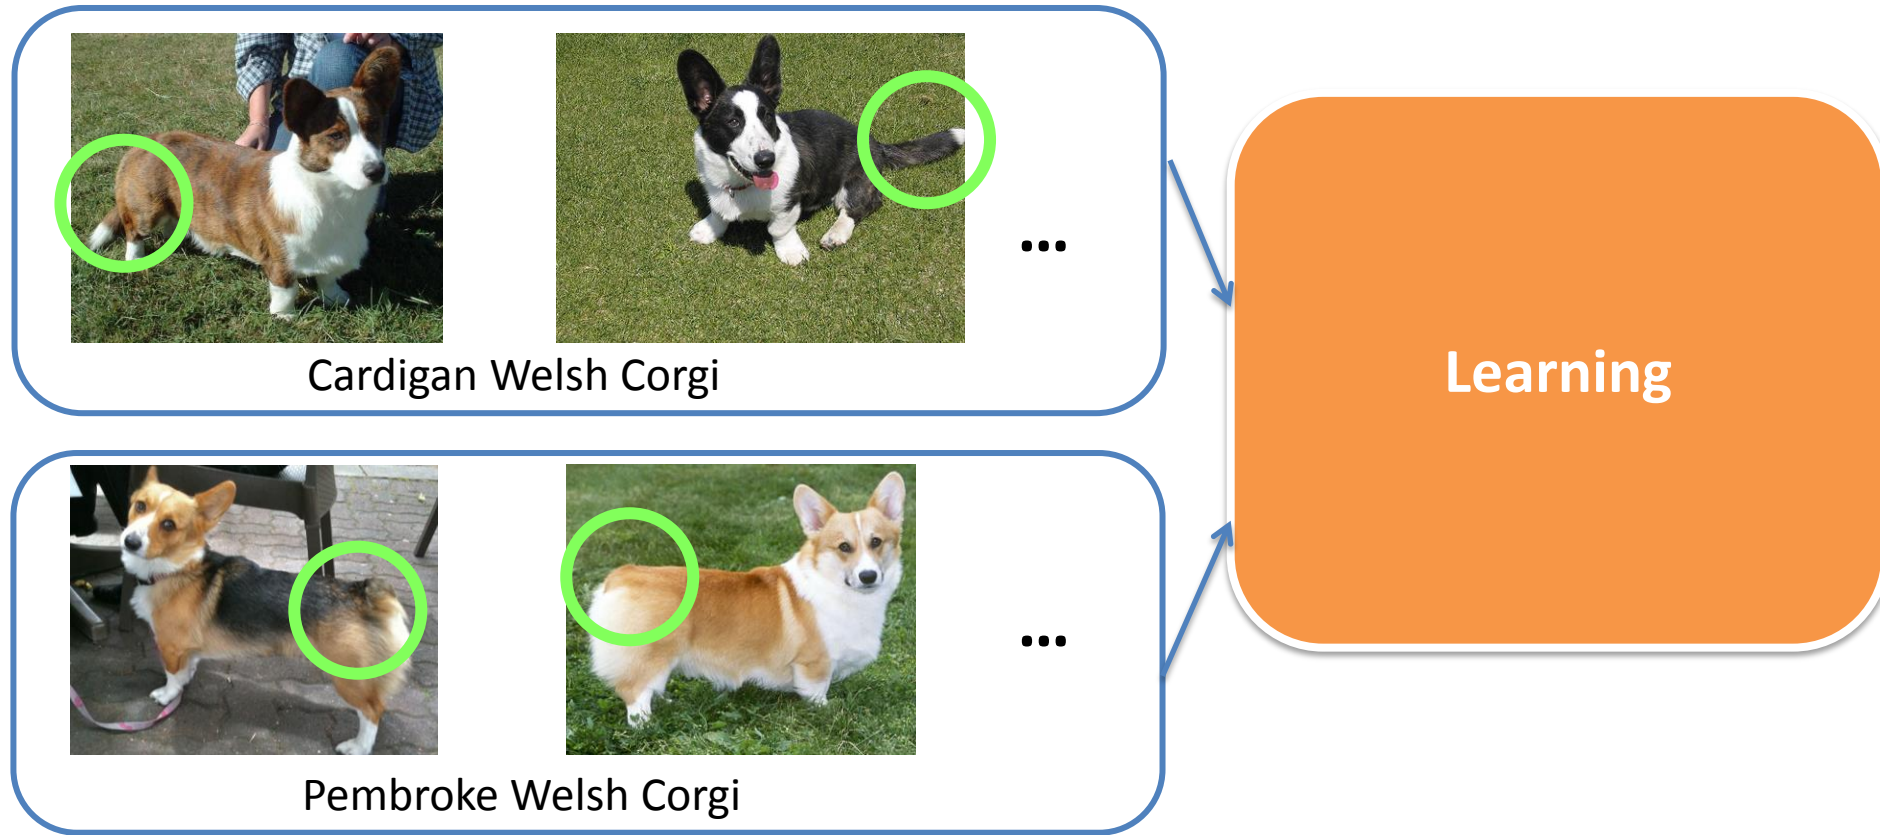 ...
Cardigan Welsh Corgi
Learning
...
Pembroke Welsh Corgi